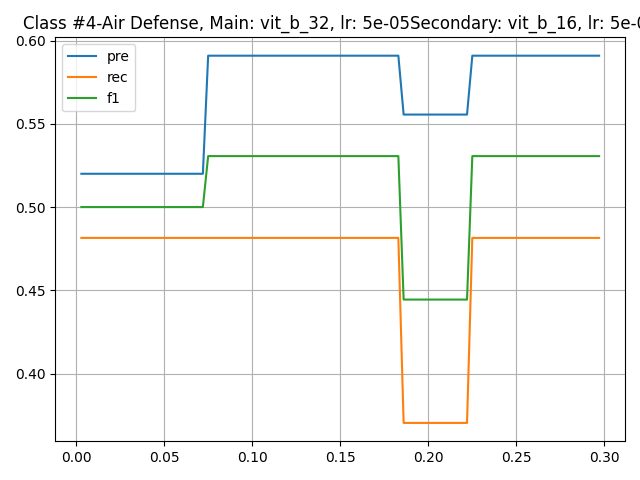 Class #4-Air Defense, Main: vit_b_32, lr: 5e-05Secondary: vit_b_16, lr: 5e-0
0.60
pre
rec
f1
0.55
0.50
0.45
0.40
0.00 0.05 0.10 0.15 0.20 0.25 0.30